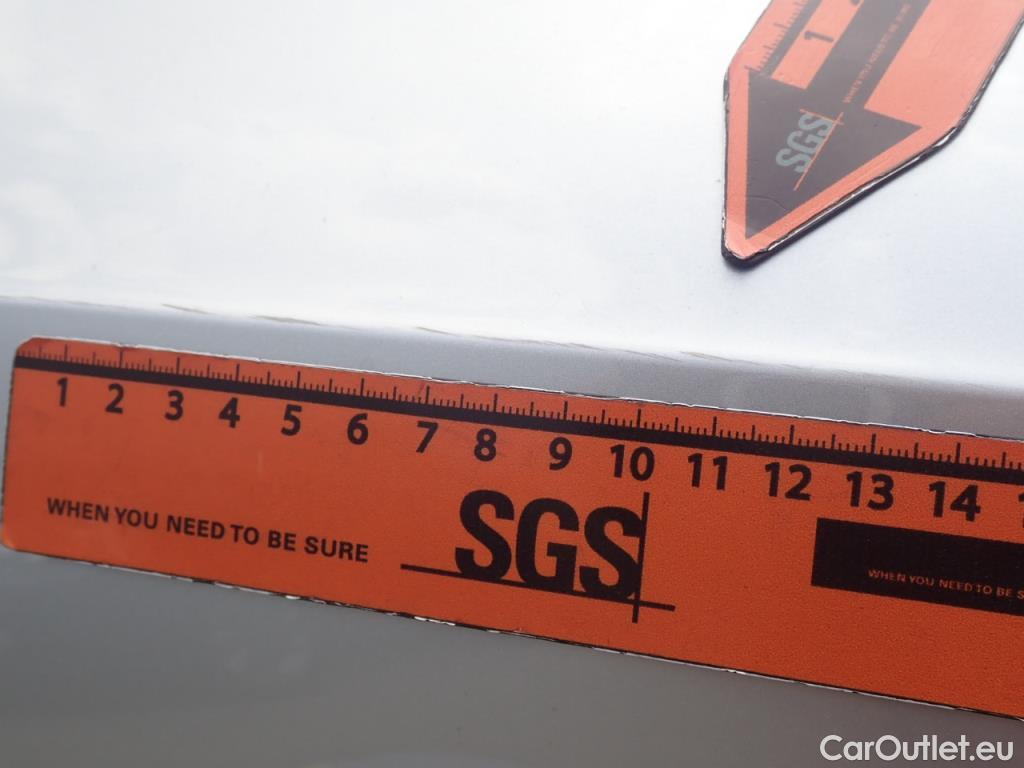 1
SGS
1 2 3 4 5 6 7 8 9 10 11 12 13 14
WHEN YOU NEED TO BE SURE
SGS
WHEN YOU NEED TO BE S
CarOutlet.eu